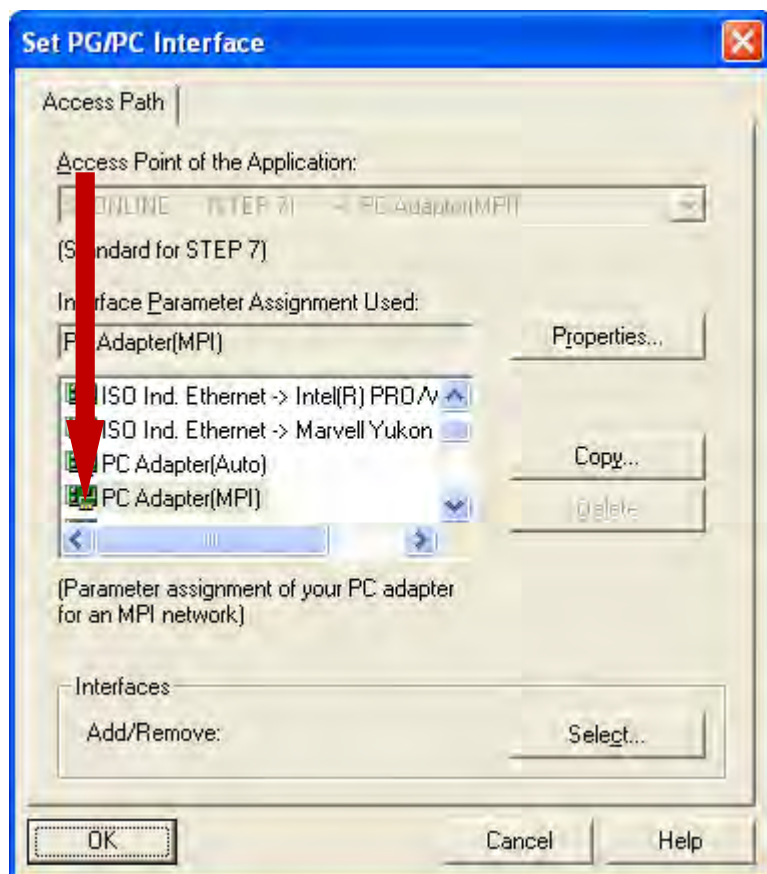 Set PG/PC Interface
Access Path
Access Point of the Application:
(STEP 7) -> PC Adapter(MPI)
(Standard for STEP 7)
Interface Parameter Assignment Used:
PC Adapter(MPI)
Properties...
ISO Ind. Ethernet -> Intel(R) PRO/
ISO Ind. Ethernet -> Marvell Yukon
PC Adapter(Auto)
PC Adapter(MPI)
Copy...
Delete
(Parameter assignment of your PC adapter
for an MPI network)
Interfaces
Add/Remove:
Select...
OK
Cancel
Help